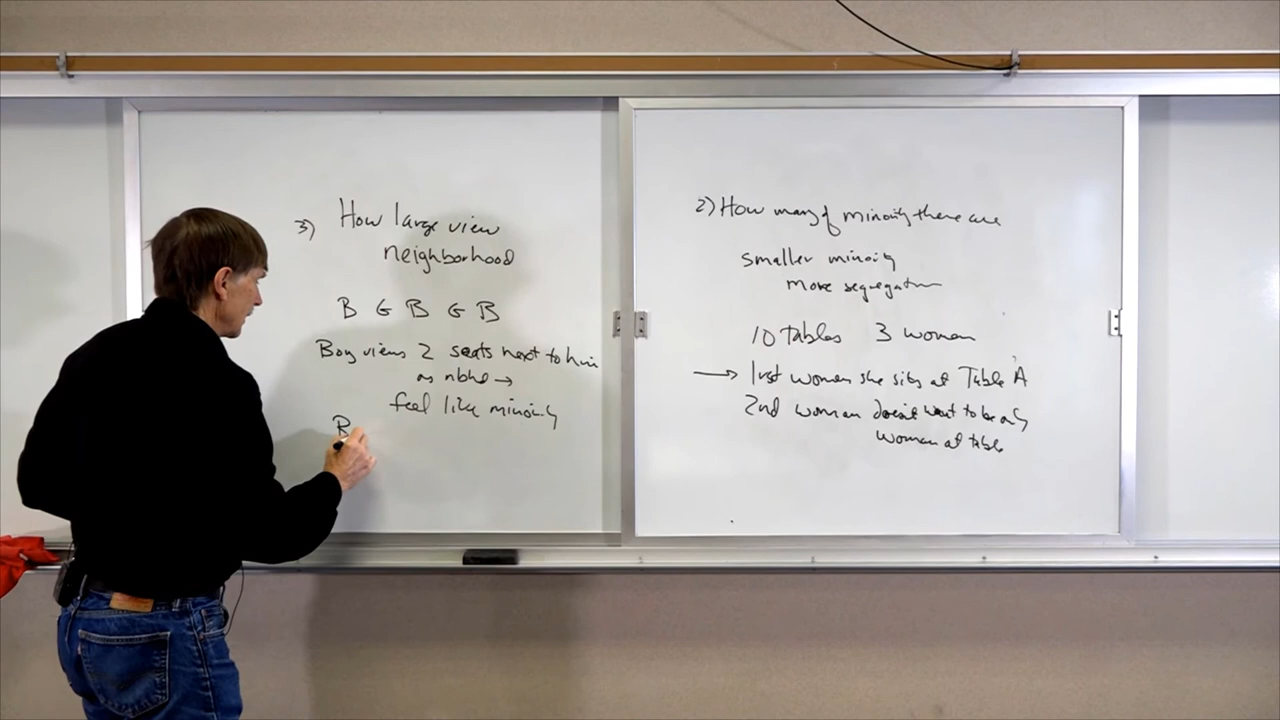 3) How large view
neighborhood
B G B G B
Boy views 2 seats next to him
as nbhd →
feel like minority
B
2) How many of minority there are
smaller minority
more segregation
10 tables 3 women
→ 1rst women she sits at Table A
2nd woman doesn't want to be only
woman at table